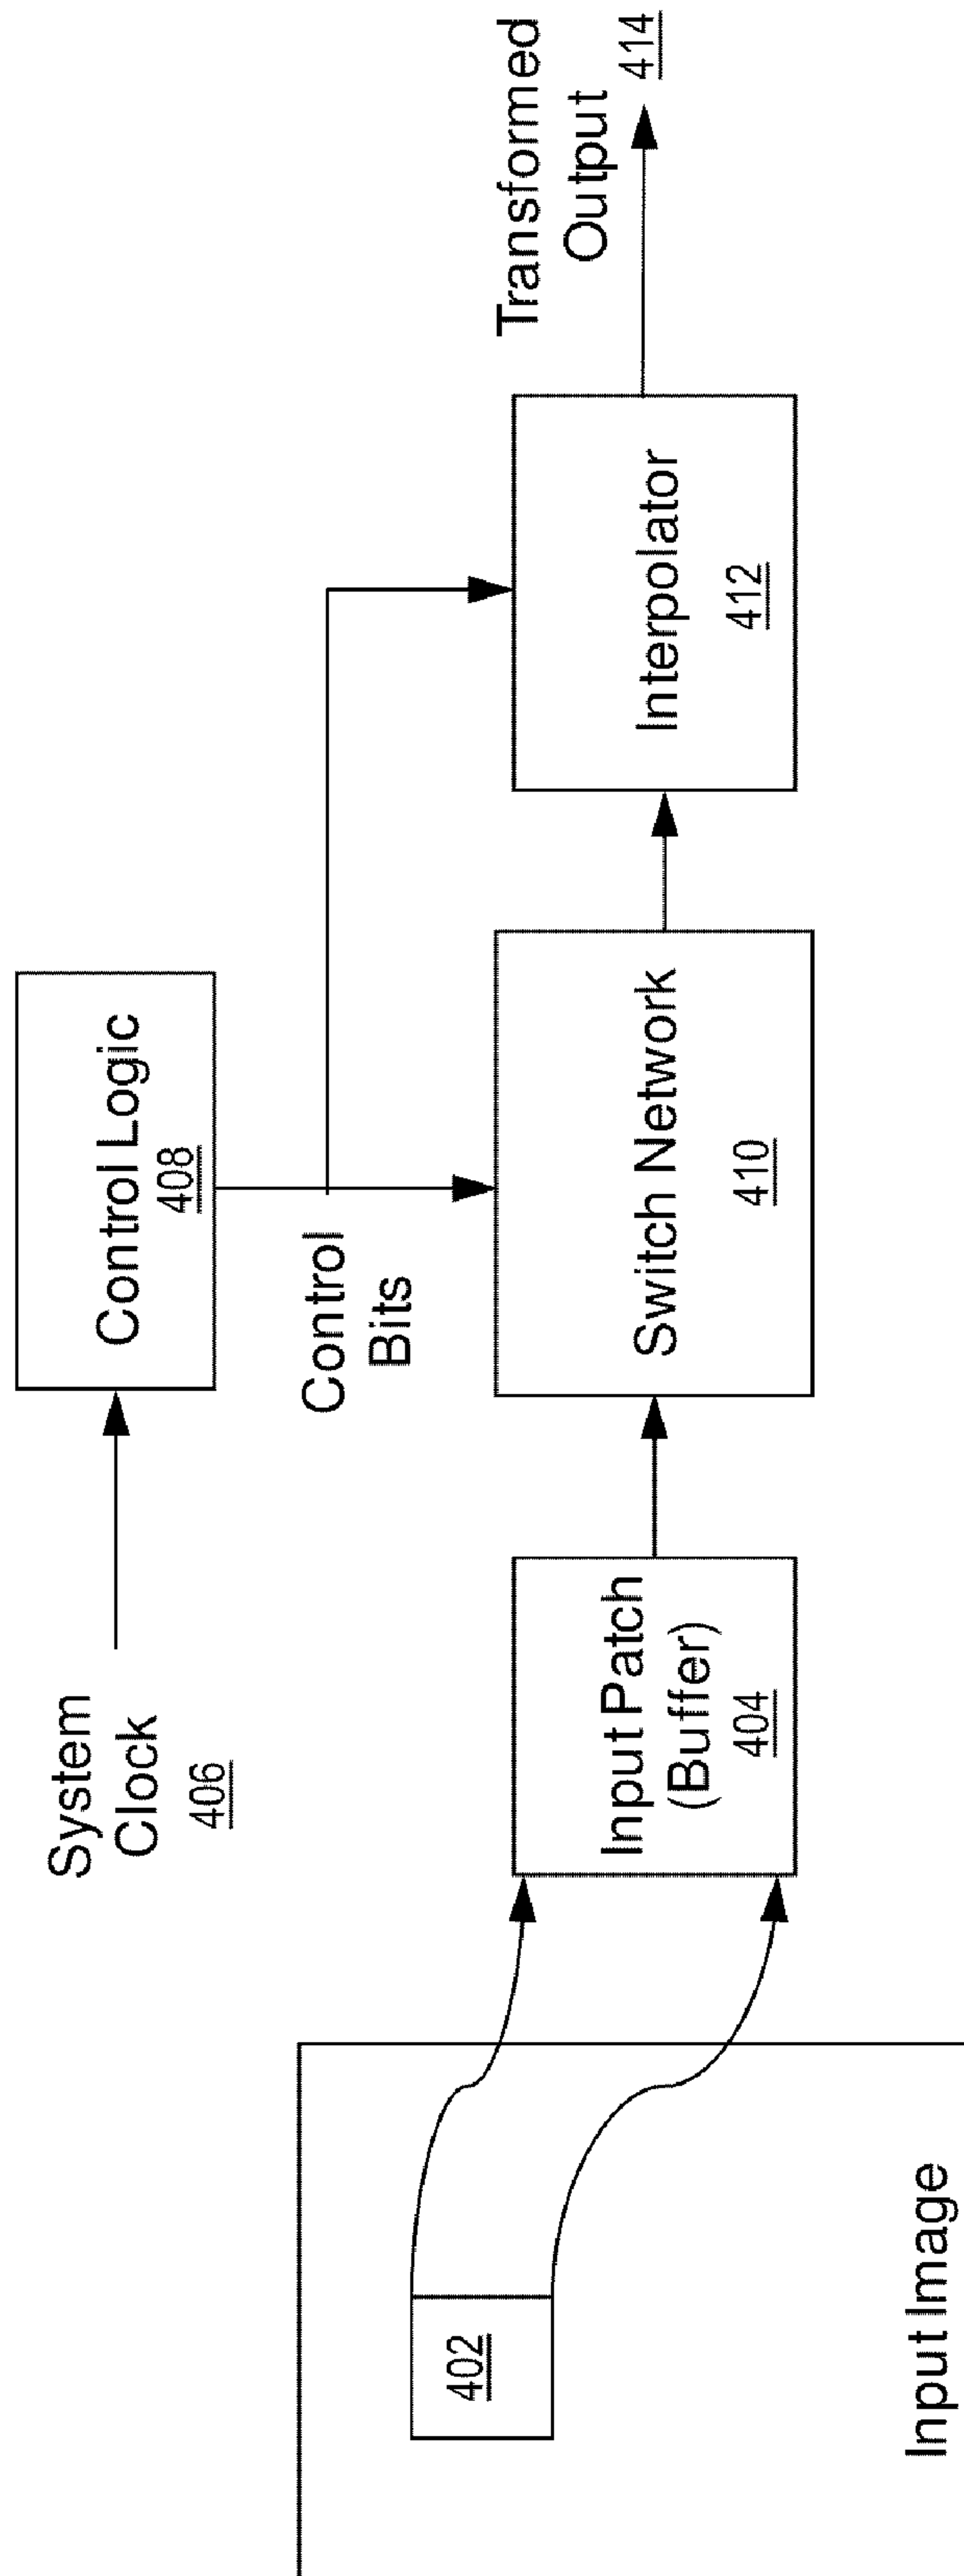 System
Clock
406
Control Logic
408
Control
Bits
402
Input Image
Input Patch
(Buffer)
404
Switch Network
410
Interpolator
412
Transformed
Output
414